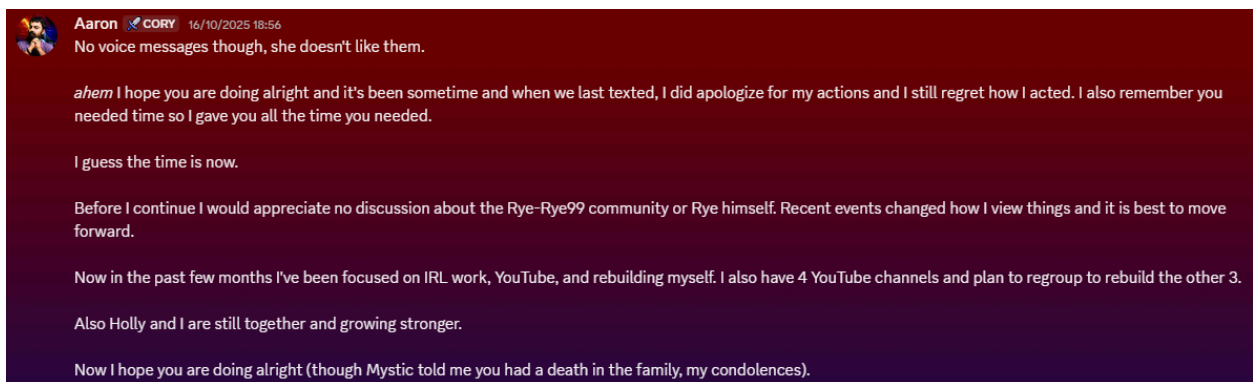 Aaron CORY 16/10/2025 18:56
No voice messages though, she doesn't like them.
ahem I hope you are doing alright and it's been sometime and when we last texted, I did apologize for my actions and I still regret how I acted. I also remember you
needed time so I gave you all the time you needed.
I guess the time is now.
Before I continue I would appreciate no discussion about the Rye-Rye99 community or Rye himself. Recent events changed how I view things and it is best to move
forward.
Now in the past few months I've been focused on IRL work, YouTube, and rebuilding myself. I also have 4 YouTube channels and plan to regroup to rebuild the other 3.
Also Holly and I are still together and growing stronger.
Now I hope you are doing alright (though Mystic told me you had a death in the family, my condolences).